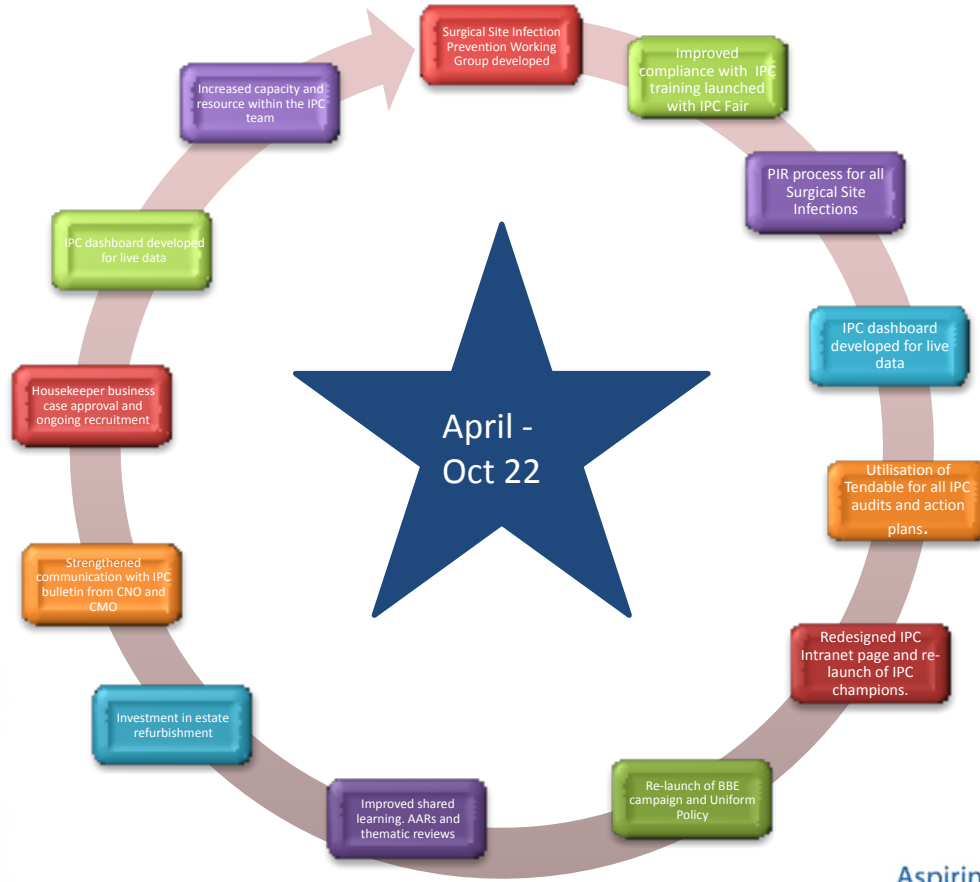 Surgical Site Infection
Prevention Working
Group developed
Improved
compliance with IPC
training launched
with IPC Fair
PIR process for all
Surgical Site
Infections
IPC dashboard
developed for live
data
Utilisation of
Tendable for all IPC
audits and action
plans.
Redesigned IPC
Intranet page and re-
launch of IPC
champions.
Re-launch of BBE
campaign and Uniform
Policy
Improved shared
learning. AARs and
thematic reviews
Investment in estate
refurbishment
Strengthened
communication with IPC
bulletin from CNO and
CMO
Housekeeper business
case approval and
ongoing recruitment
IPC dashboard developed
for live data
Increased capacity and
resource within the IPC
team
April -
Oct 22